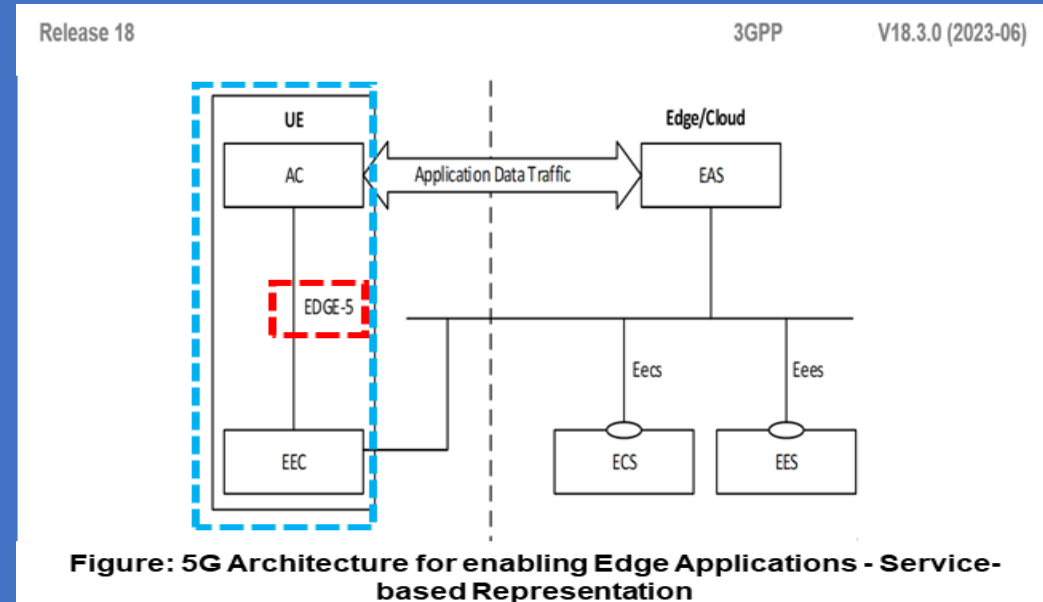 Release 18 3GPP V18.3.0 (2023-06)
UE Edge/Cloud
AC Application Data Traffic EAS
EDGE-5
Eecs Eees
EEC ECS EES
Figure: 5G Architecture for enabling Edge Applications - Service-
based Representation